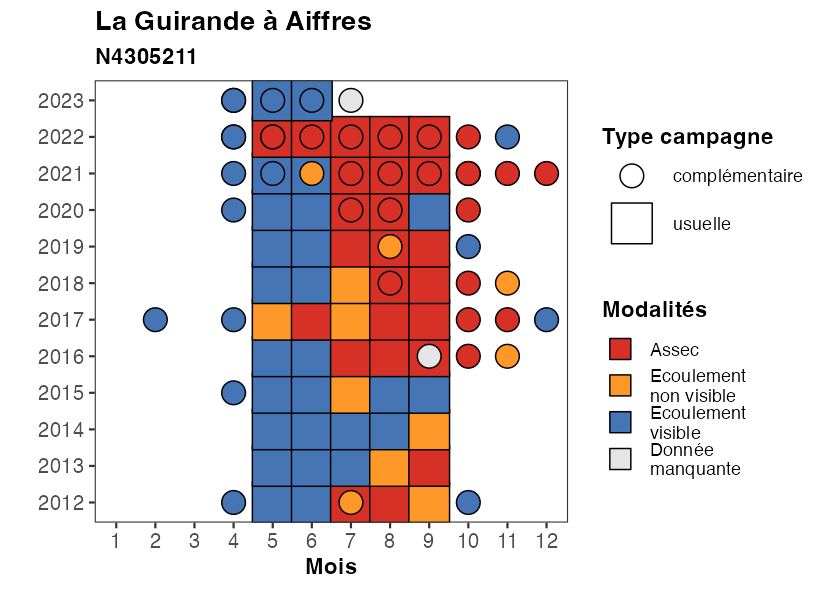 La Guirande à Aiffres
N4305211
2023
2022
2021
2020
2019
2018
2017
2016
2015
2014
2013
2012
1 2 3 4 5 6 7 8 9 10 11 12
Mois
Type campagne
complémentaire
usuelle
Modalités
Assec
Ecoulement
non visible
Ecoulement
visible
Donnée
manquante